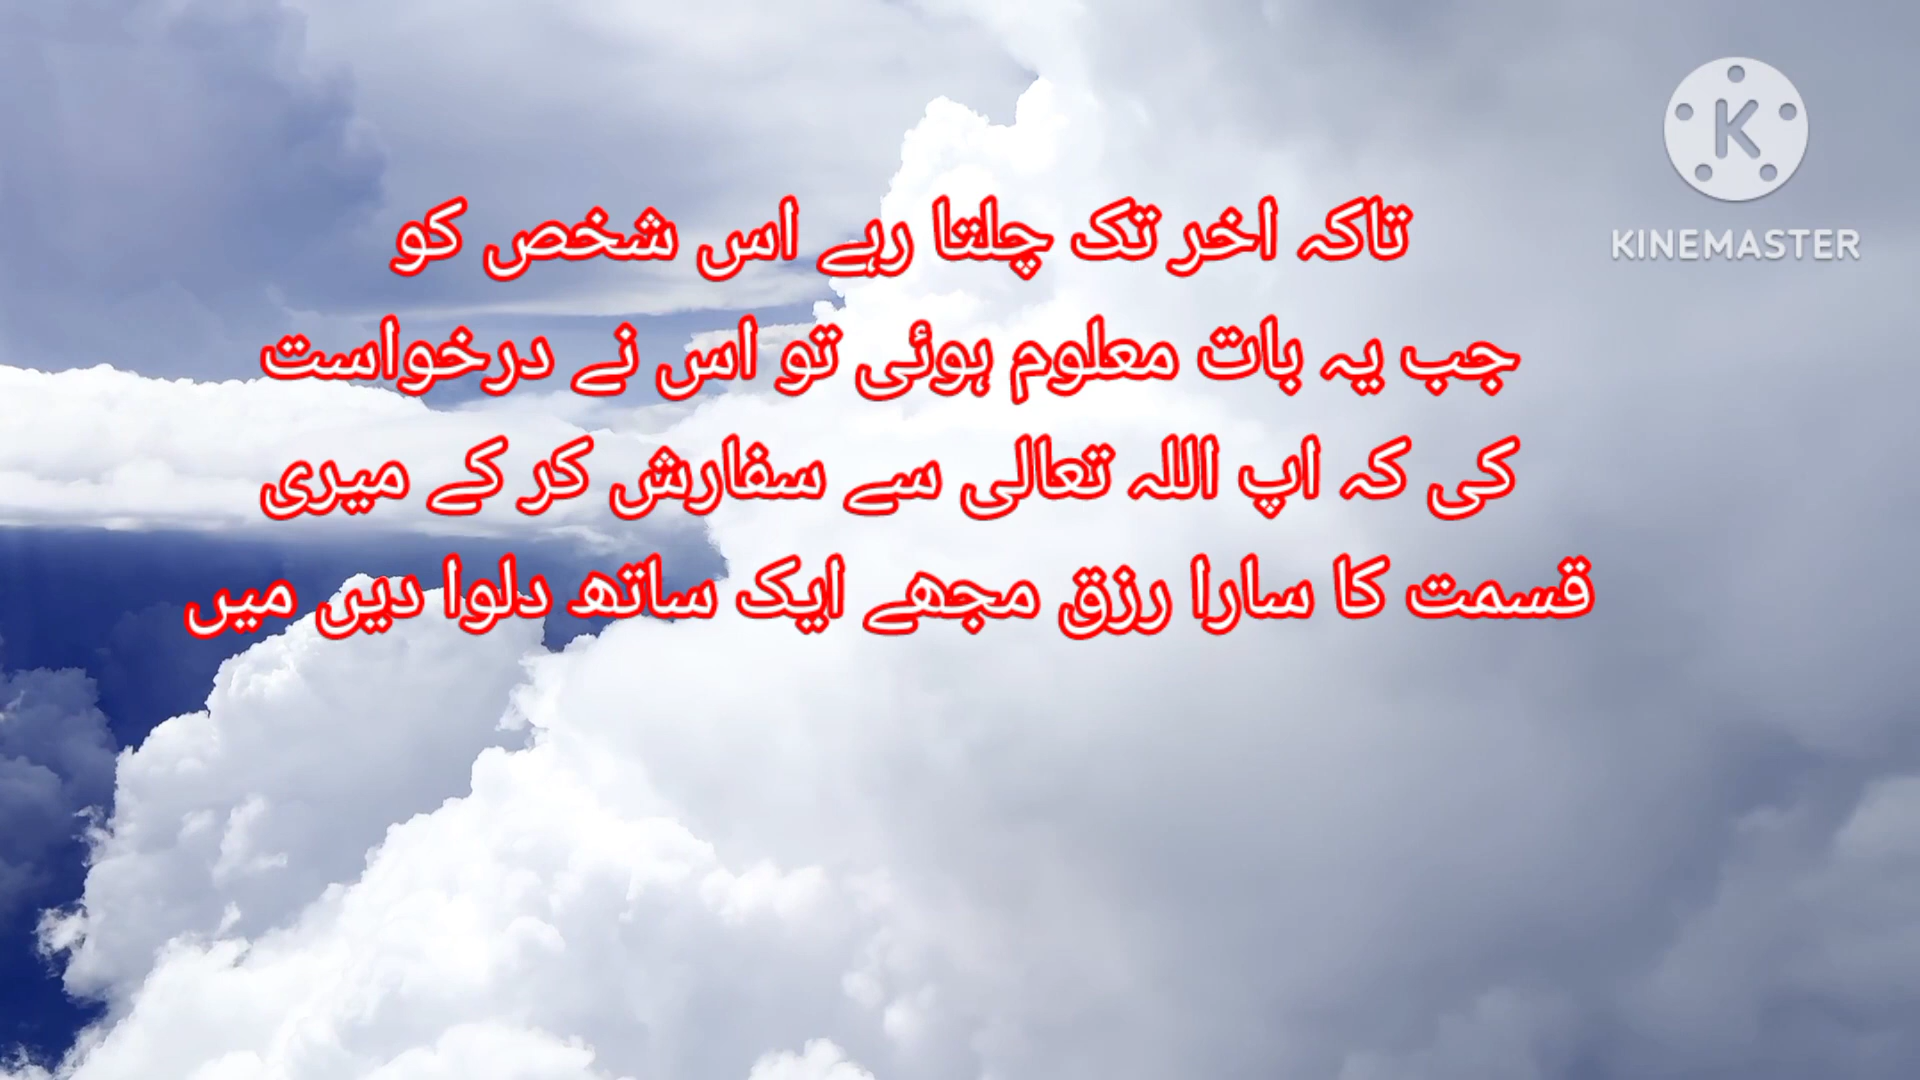 تاکہ اخر تک چلتا رہے اس شخص کو
جب یہ بات معلوم ہوئی تو اس نے درخواست
کی کہ اپ اللہ تعالی سے سفارش کر کے میری
قسمت کا سارا رزق مجھے ایک ساتھ دلوا دیں میں
K
KINEMASTER